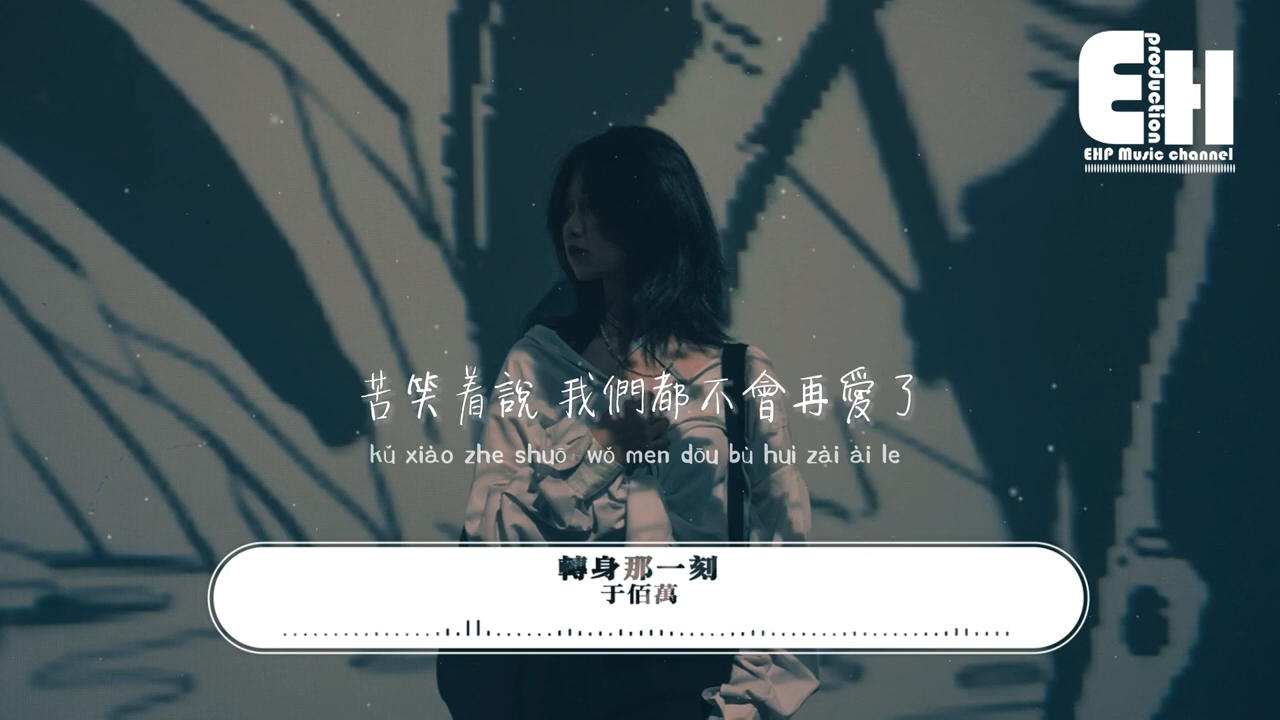 EH
production
EHP Music channel
苦笑着說 我們都不會再愛了
kǔ xiào zhe shuō wǒ men dōu bù huì zài ài le
轉身那一刻
于佰萬